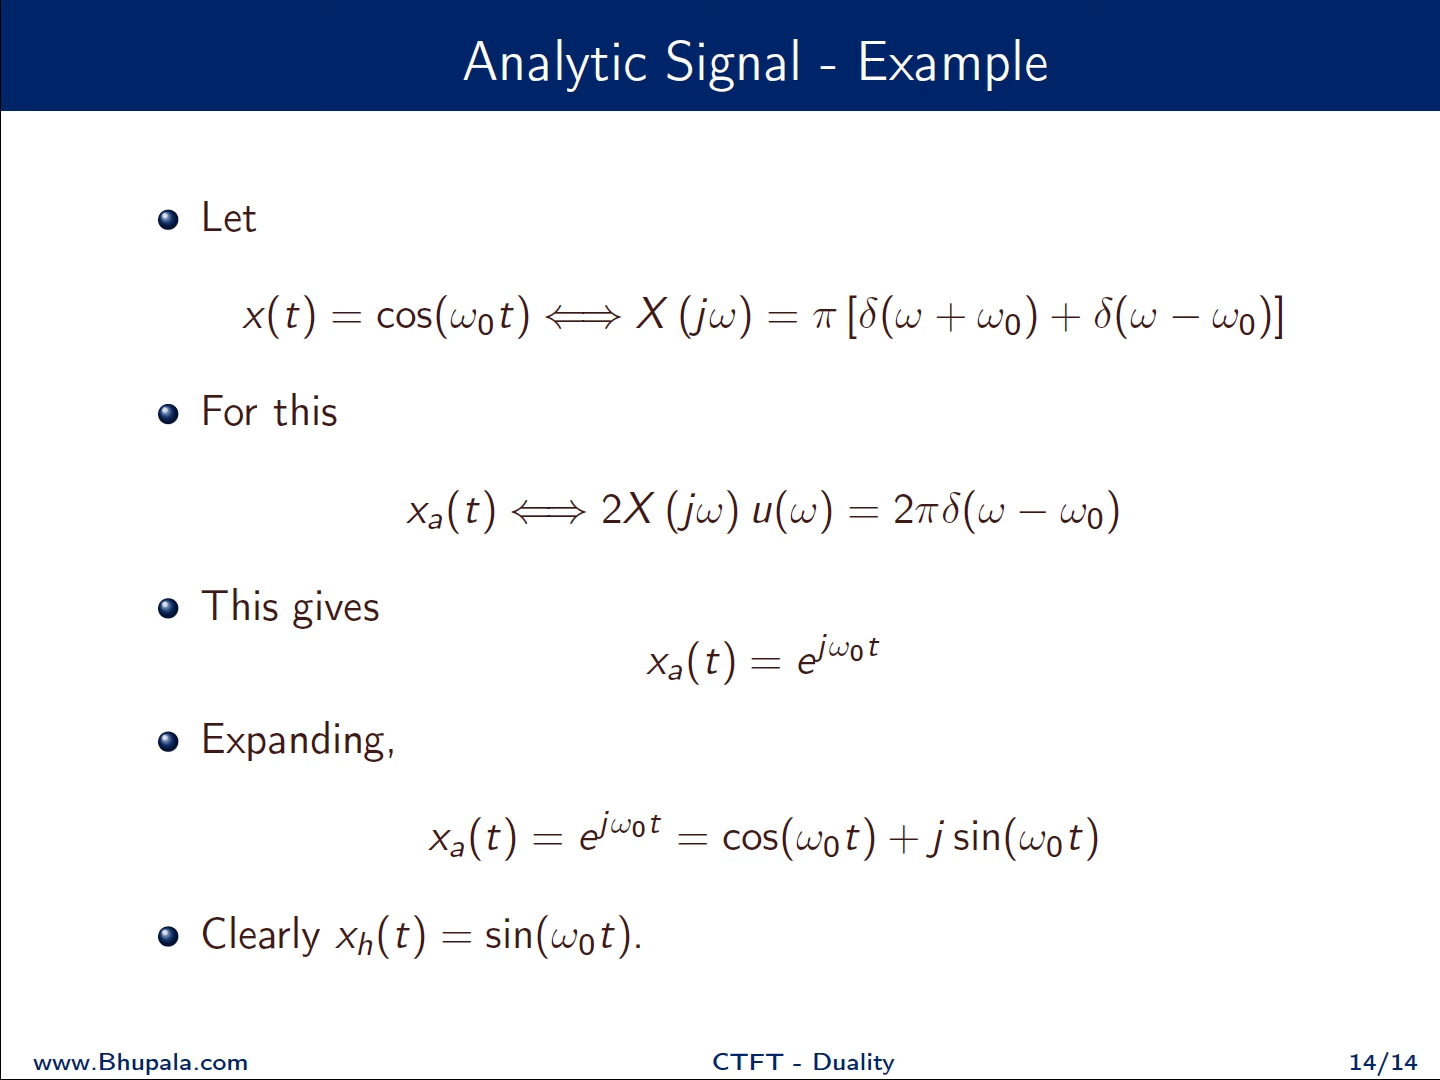 Analytic Signal - Example
Let
x(t) = cos(ω₀t) ⟺ X (jω) = π [δ(ω + ω₀) + δ(ω − ω₀)]
For this
xₐ(t) ⟺ 2X (jω) u(ω) = 2πδ(ω − ω₀)
This gives
xₐ(t) = e^{jω₀t}
Expanding,
xₐ(t) = e^{jω₀t} = cos(ω₀t) + j sin(ω₀t)
Clearly xₕ(t) = sin(ω₀t).
www.Bhupala.com CTFT - Duality 14/14